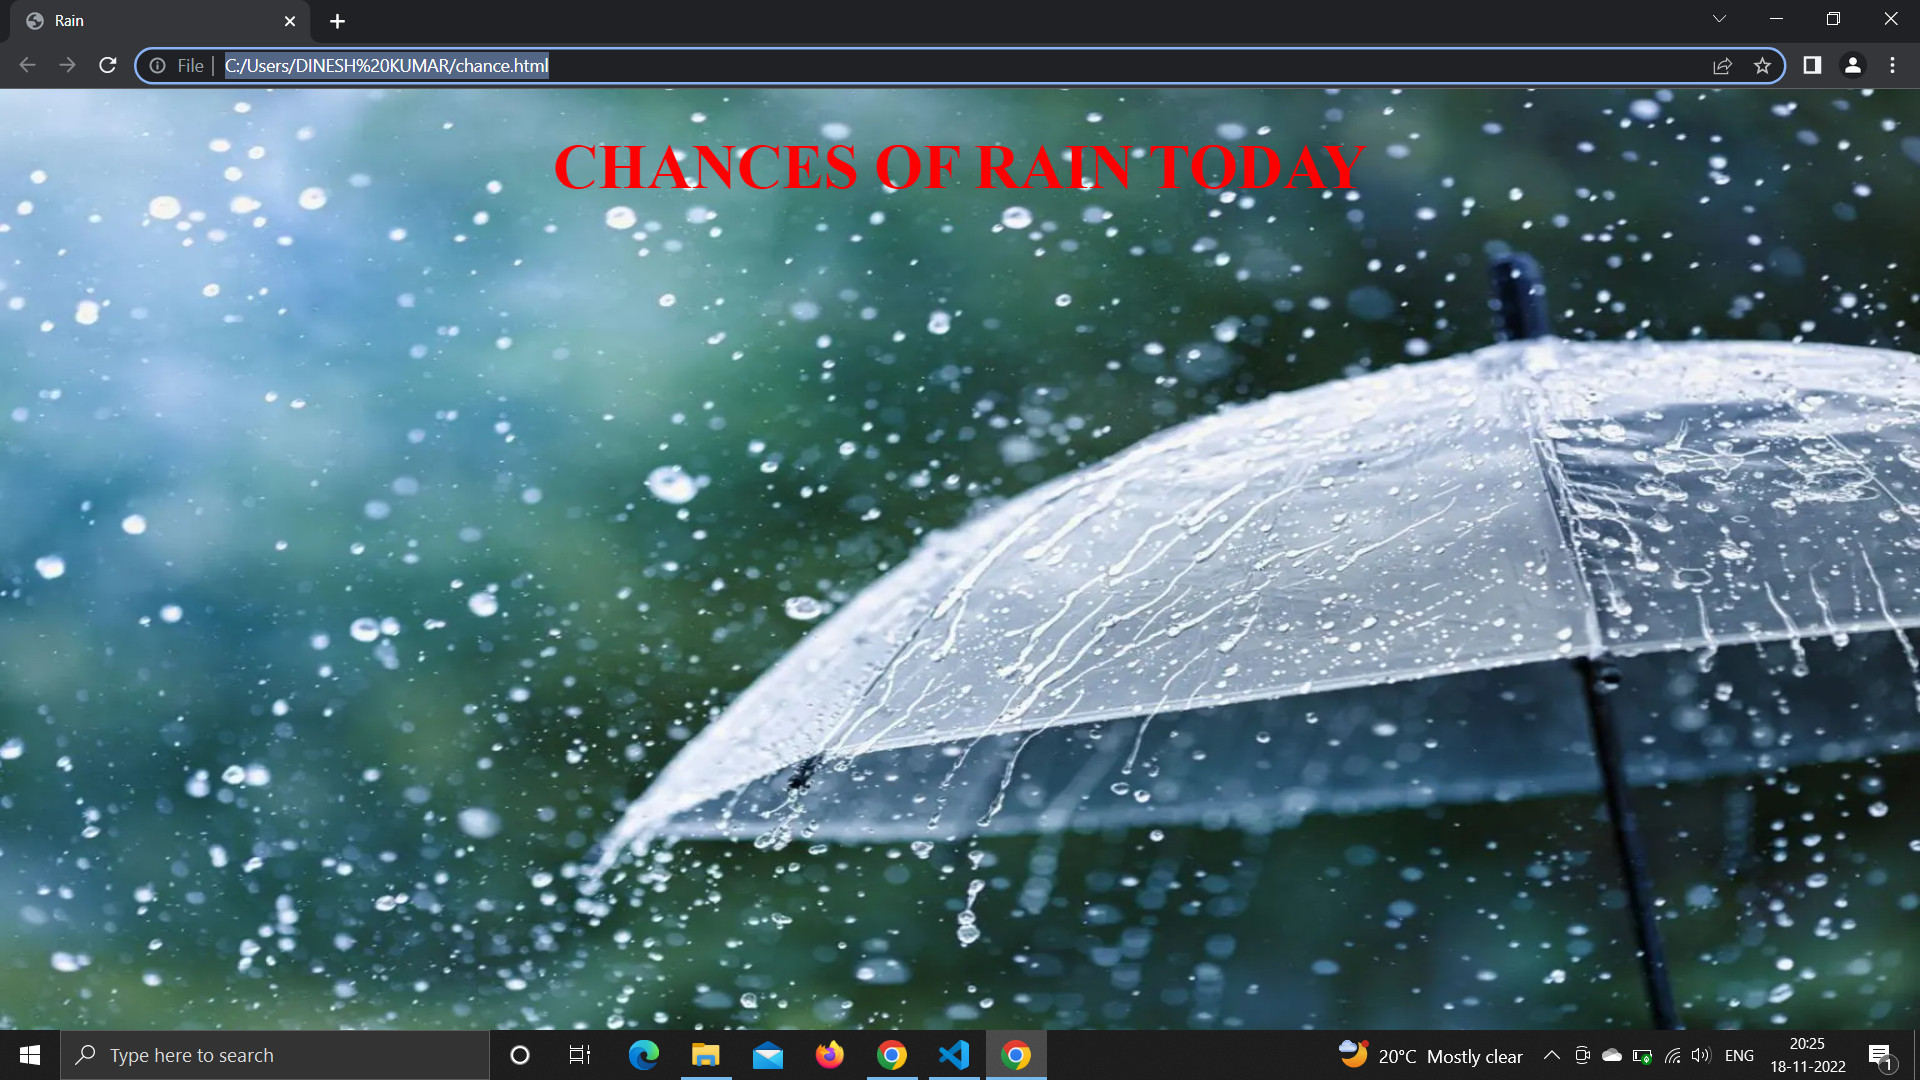 Rain
File
C:/Users/DINESH%20KUMAR/chance.html
CHANCES OF RAIN TODAY
Type here to search
20°C Mostly clear
ENG
20:25
18-11-2022
1